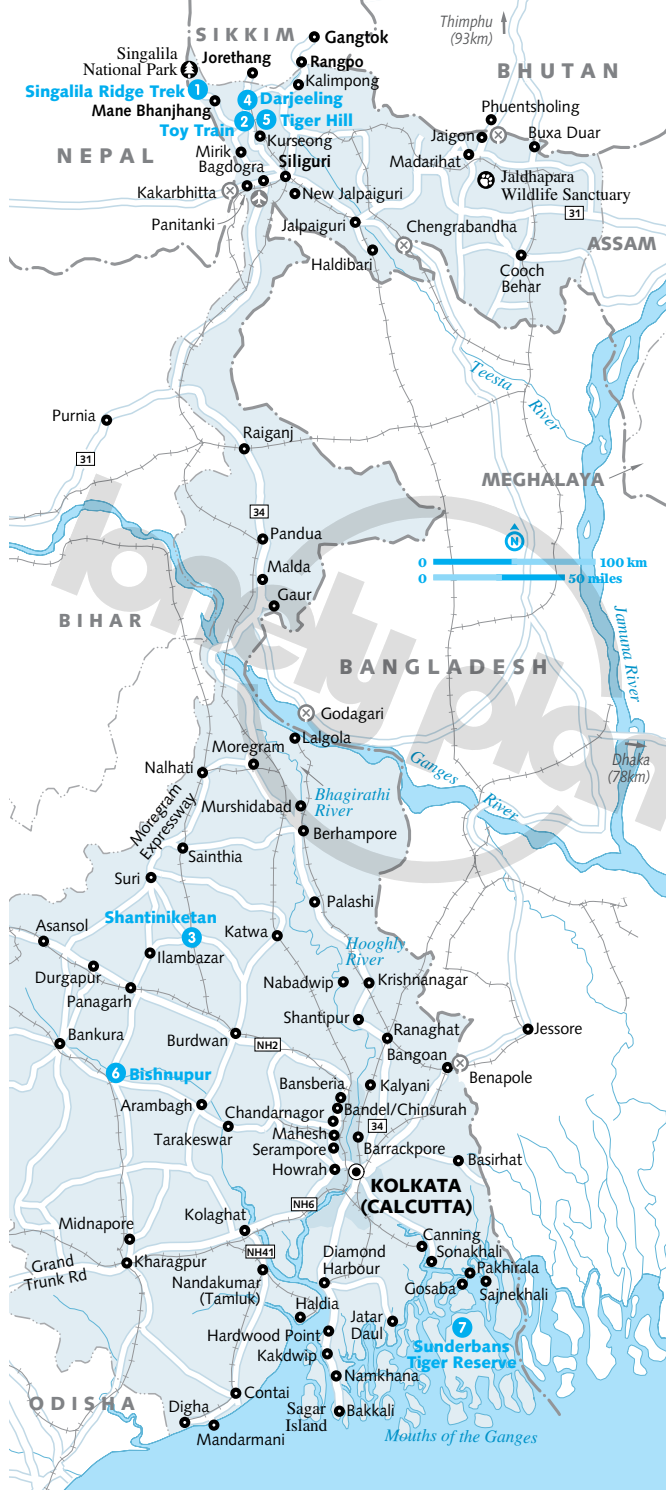 SIKKIM
Gangtok
Thimphu
(93km)
Singalila
National Park
Jorethang
Rangpo
Kalimpong
BHUTAN
Singalila Ridge Trek 1
4 Darjeeling
Mane Bhanjhang
Toy Train 2
5 Tiger Hill
Phuentsholing
Kurseong
Jaigon
Buxa Duar
NEPAL
Mirik
Bagdogra
Siliguri
Madarihat
Kakarbhitta
New Jalpaiguri
Jaldhapara
Wildlife Sanctuary
31
Panitanki
Jalpaiguri
Chengrabandha
ASSAM
Haldibari
Cooch
Behar
Teesta
River
Purnia
Raiganj
31
MEGHALAYA
34
Pandua
N
0 100 km
0 50 miles
Malda
Gaur
BIHAR
Jamuna River
lonely plan
BANGLADESH
Godagari
Lalgola
Moregram
Dhaka
(78km)
Nalhati
Ganges
River
Moregram
Expressway
Murshidabad
Bhagirathi
River
Berhampore
Sainthia
Suri
Palashi
Shantiniketan
3
Asansol
Katwa
Hooghly
River
Ilambazar
Durgapur
Panagarh
Nabadwip
Krishnanagar
Shantipur
Bankura
Burdwan
NH2
Ranaghat
Jessore
Bangoan
6 Bishnupur
Benapole
Bansberia
Kalyani
Arambagh
Chandarnagor
Bandel/Chinsurah
34
Tarakeswar
Mahesh
Serampore
Barrackpore
Howrah
Basirhat
KOLKATA
(CALCUTTA)
NH6
Midnapore
Kolaghat
Canning
NH41
Sonakhali
Grand
Trunk Rd
Kharagpur
Diamond
Harbour
Pakhirala
Nandakumar
(Tamluk)
Gosaba
Sajnekhali
Haldia
Jatar
Daul
7
Hardwood Point
Sunderbans
Tiger Reserve
Kakdwip
Namkhana
ODISHA
Contai
Digha
Sagar
Island
Bakkali
Mandarmani
Mouths of the Ganges